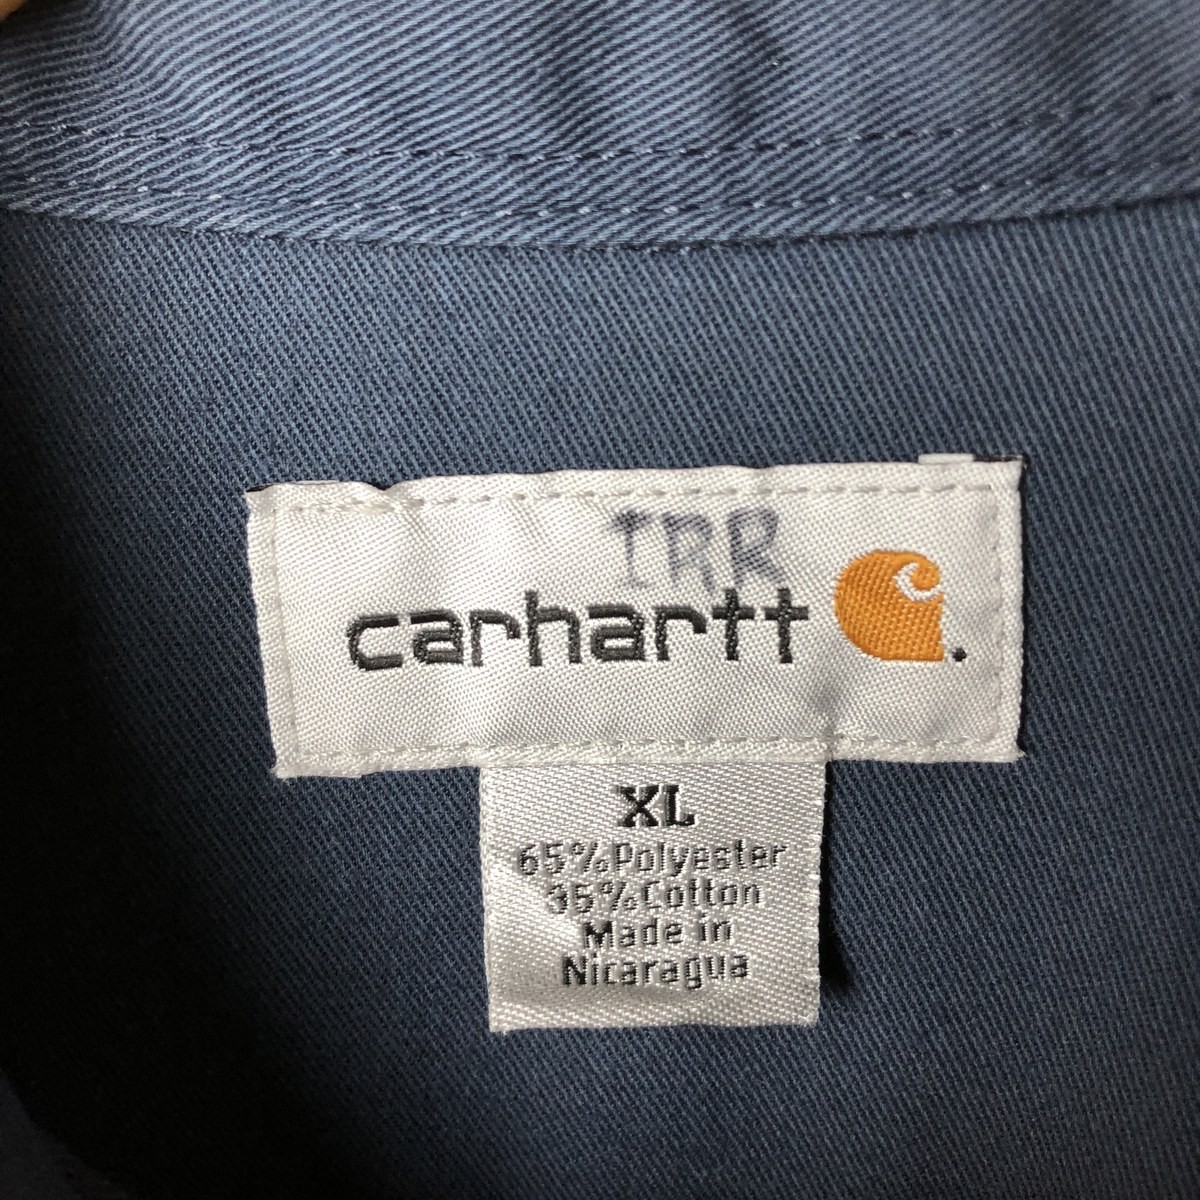 IRR
carhartt
XL
65%Polyester
35%Cotton
Made in
Nicaragua